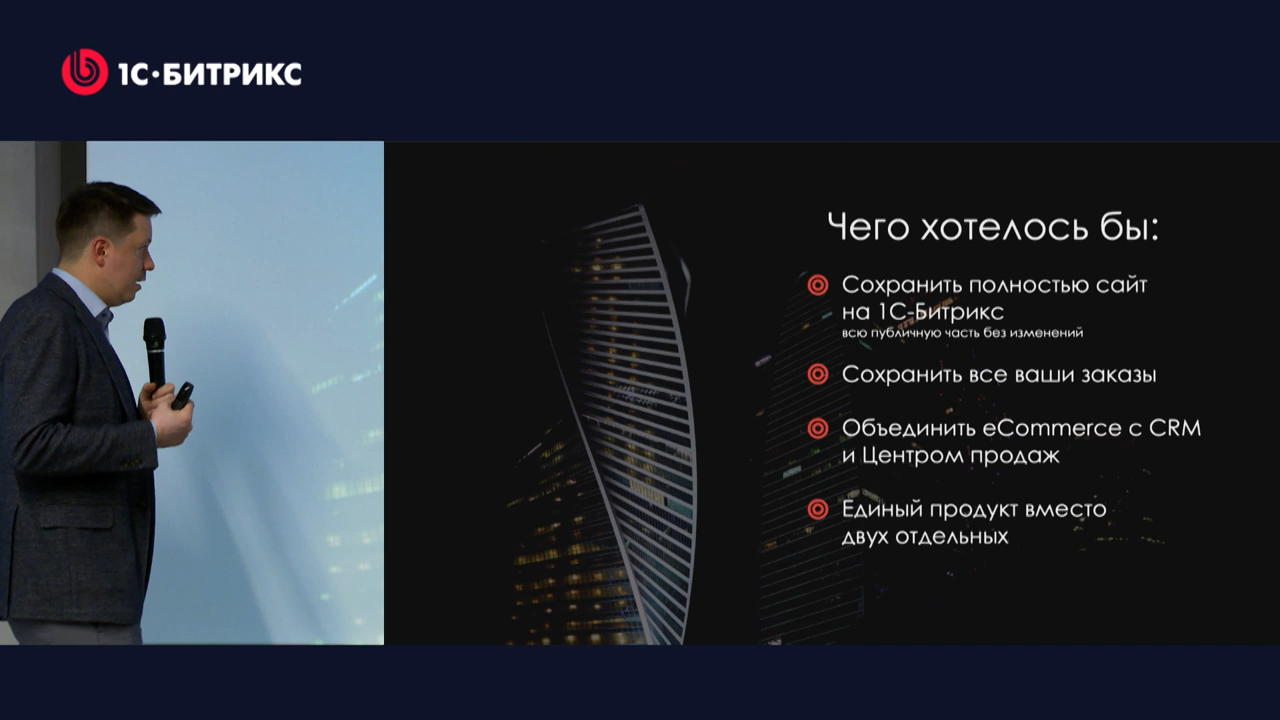 1С·БИТРИКС
Чего хотелось бы:
Сохранить полностью сайт
на 1С-Битрикс
всю публичную часть без изменений
Сохранить все ваши заказы
Объединить eCommerce с CRM
и Центром продаж
Единый продукт вместо
двух отдельных